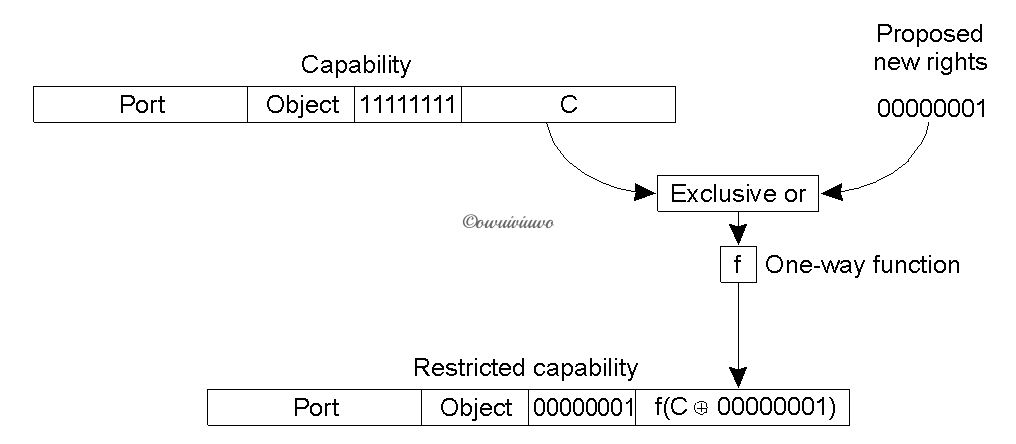 Proposed
new rights
Capability
Port Object 11111111 C
00000001
Exclusive or
©owuiviuwo
f One-way function
Restricted capability
Port Object 00000001 f(C ⊕ 00000001)